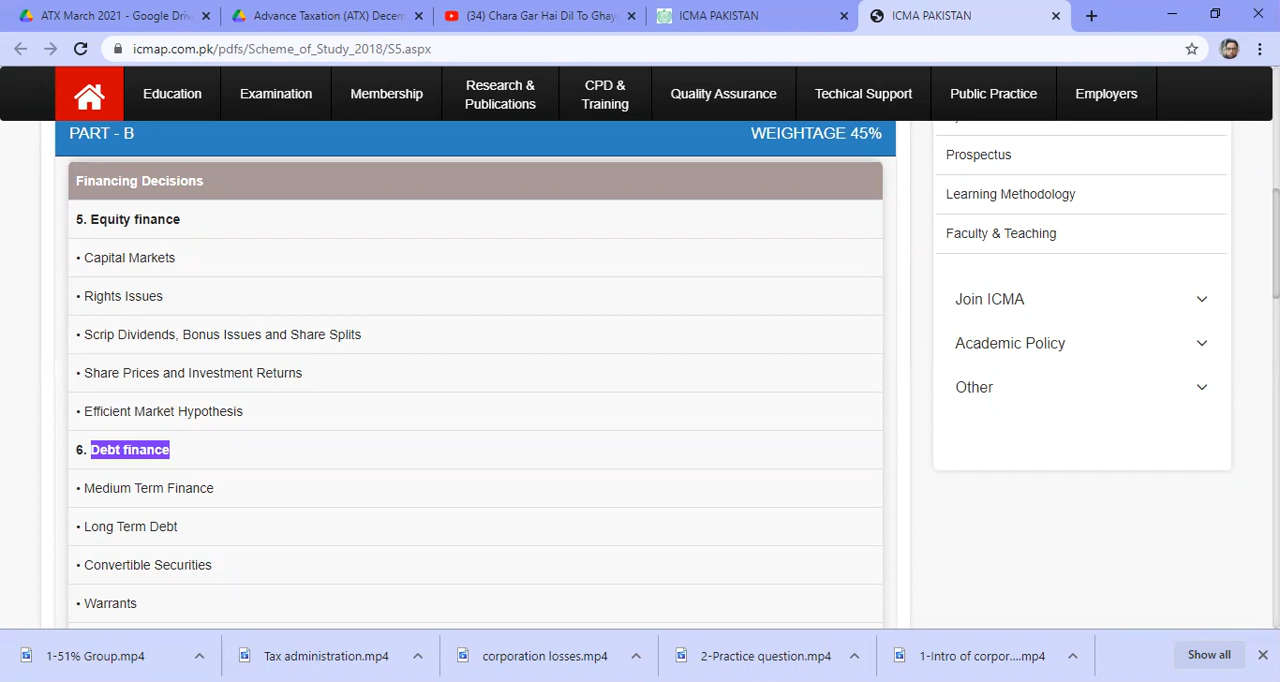 ATX March 2021 - Google Driv
Advance Taxation (ATX) Decem
(34) Chara Gar Hai Dil To Ghay
ICMA PAKISTAN
ICMA PAKISTAN
icmap.com.pk/pdfs/Scheme_of_Study_2018/S5.aspx
Education
Examination
Membership
Research &
Publications
CPD &
Training
Quality Assurance
Techical Support
Public Practice
Employers
PART - B
WEIGHTAGE 45%
Financing Decisions
5. Equity finance
• Capital Markets
• Rights Issues
• Scrip Dividends, Bonus Issues and Share Splits
• Share Prices and Investment Returns
• Efficient Market Hypothesis
6. Debt finance
• Medium Term Finance
• Long Term Debt
• Convertible Securities
• Warrants
Prospectus
Learning Methodology
Faculty & Teaching
Join ICMA
Academic Policy
Other
1-51% Group.mp4
Tax administration.mp4
corporation losses.mp4
2-Practice question.mp4
1-Intro of corpor....mp4
Show all